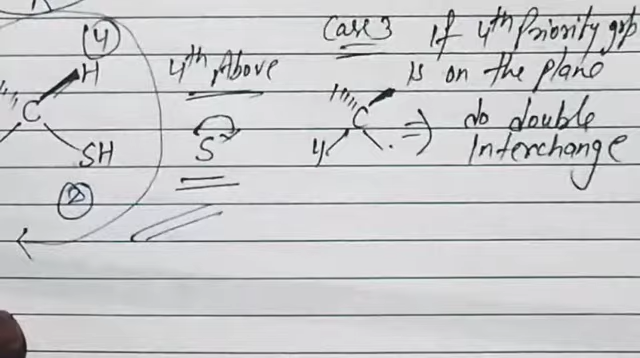 (4)
H
C
SH
(2)
4th, Above
S
Case 3 If 4th Priority grp
is on the plane
C
4
⇒ do double
Interchange